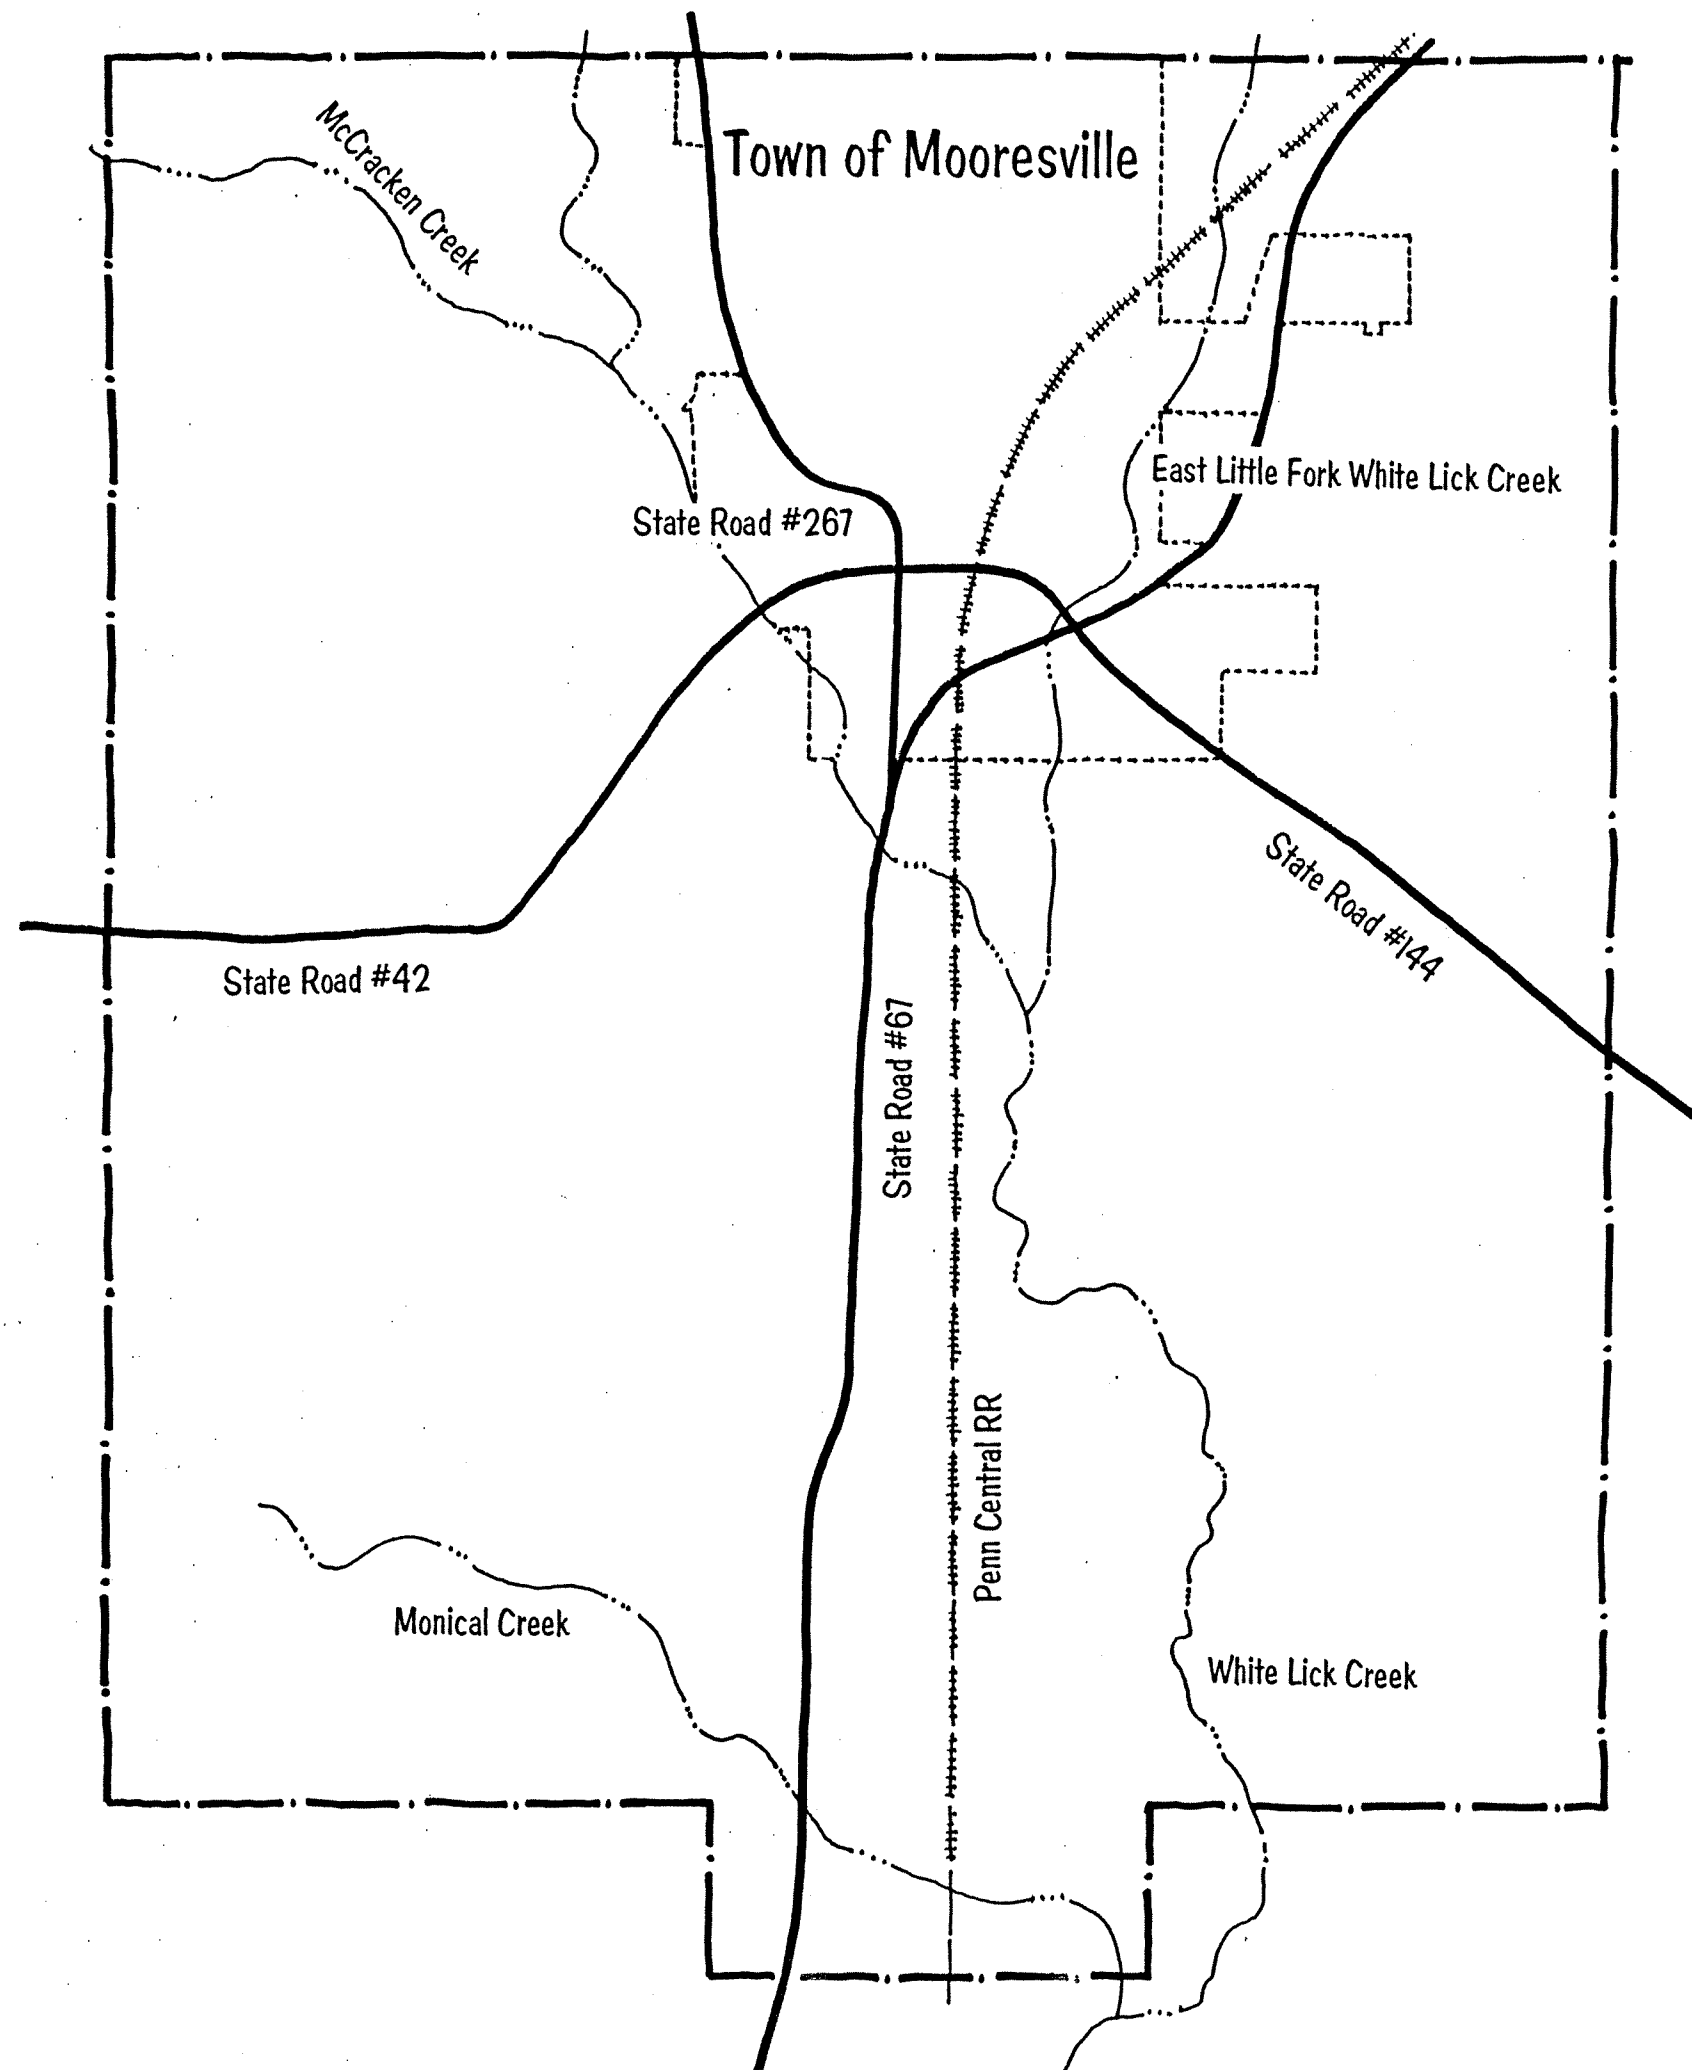 McCracken Creek
Town of Mooresville
East Little Fork White Lick Creek
State Road #267
State Road #144
State Road #42
State Road #67
Penn Central RR
Monical Creek
White Lick Creek